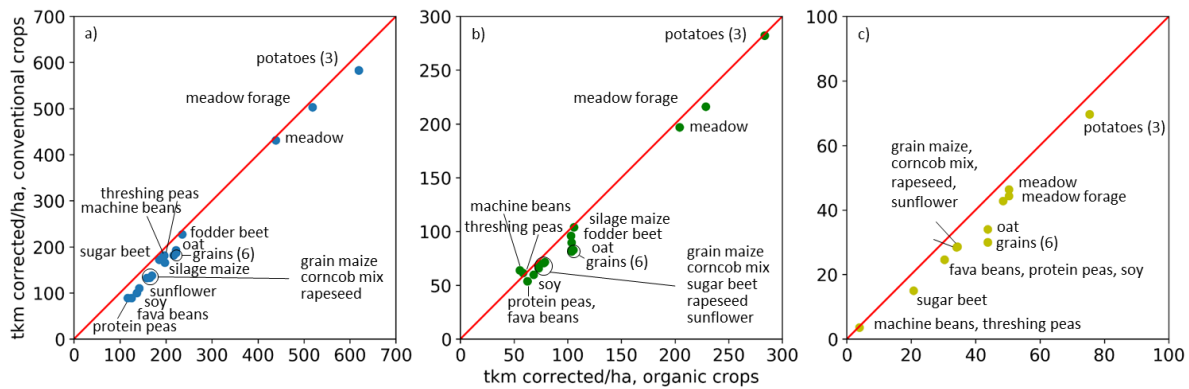 tkm corrected/ha, conventional crops
700
600
500
400
300
200
100
0
0 100 200 300 400 500 600 700
a)
potatoes (3)
meadow forage
meadow
threshing peas
machine beans
fodder beet
oat
sugar beet
grains (6)
silage maize
grain maize
corncob mix
rapeseed
sunflower
soy
fava beans
protein peas
300
250
200
150
100
50
0
0 50 100 150 200 250 300
b)
potatoes (3)
meadow forage
meadow
machine beans
threshing peas
silage maize
fodder beet
oat
grains (6)
grain maize
corncob mix
sugar beet
rapeseed
sunflower
soy
protein peas,
fava beans
tkm corrected/ha, organic crops
100
80
60
40
20
0
0 20 40 60 80 100
c)
potatoes (3)
grain maize,
corncob mix,
rapeseed,
sunflower
meadow
meadow forage
oat
grains (6)
fava beans, protein peas, soy
sugar beet
machine beans, threshing peas